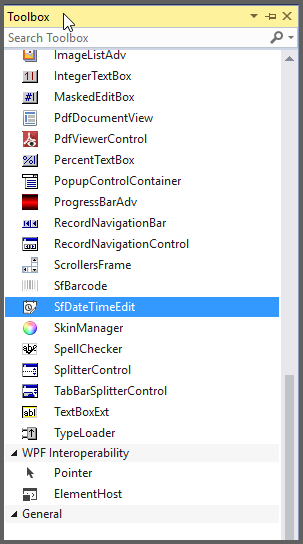 Toolbox
Search Toolbox
ImageListAdv
IntegerTextBox
MaskedEditBox
PdfDocumentView
PdfViewerControl
PercentTextBox
PopupControlContainer
ProgressBarAdv
RecordNavigationBar
RecordNavigationControl
ScrollersFrame
SfBarcode
SfDateTimeEdit
SkinManager
SpellChecker
SplitterControl
TabBarSplitterControl
TextBoxExt
TypeLoader
WPF Interoperability
Pointer
ElementHost
General